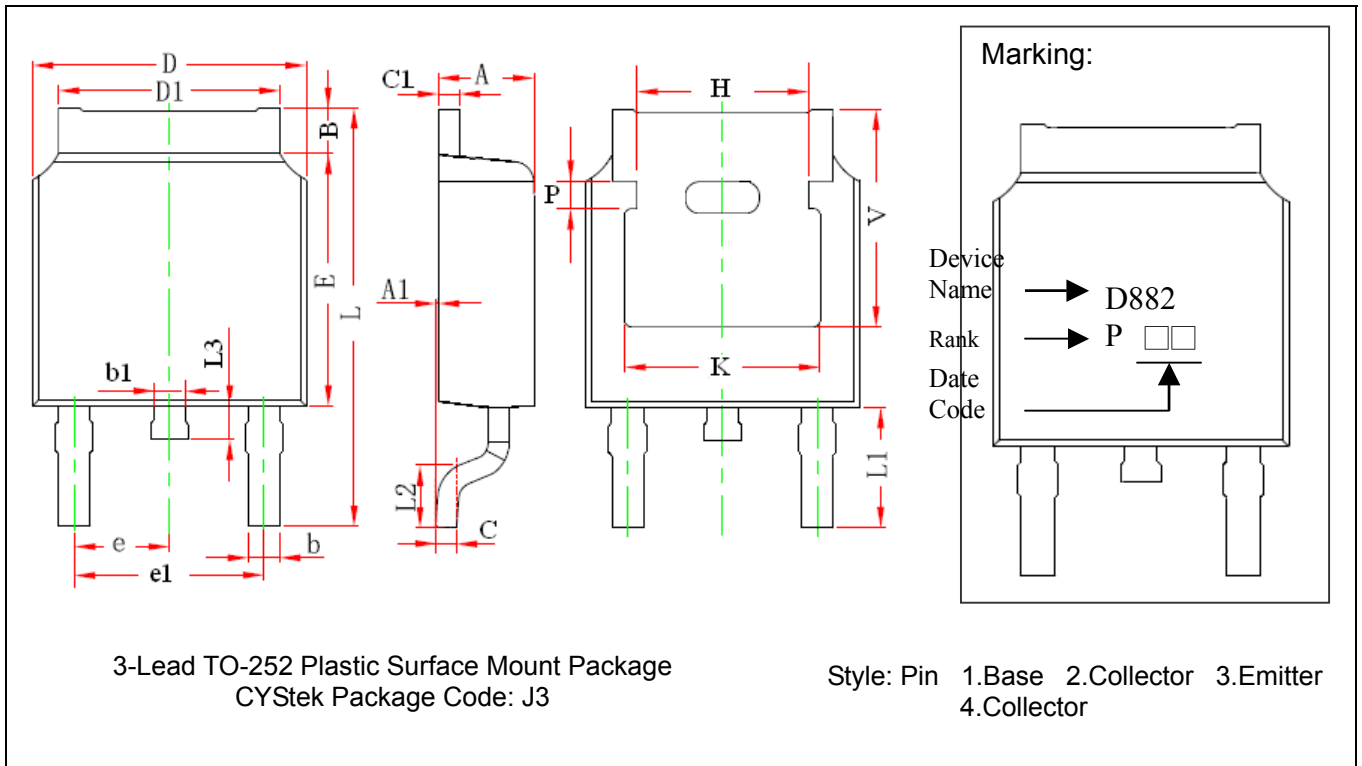 D
D1
B
E
L
L3
b1
e
e1
b
C1
A
A1
L2
C
H
P
V
K
L1
Marking:
Device
Name
D882
Rank
P □□
Date
Code
3-Lead TO-252 Plastic Surface Mount Package
CYStek Package Code: J3
Style: Pin 1.Base 2.Collector 3.Emitter
4.Collector